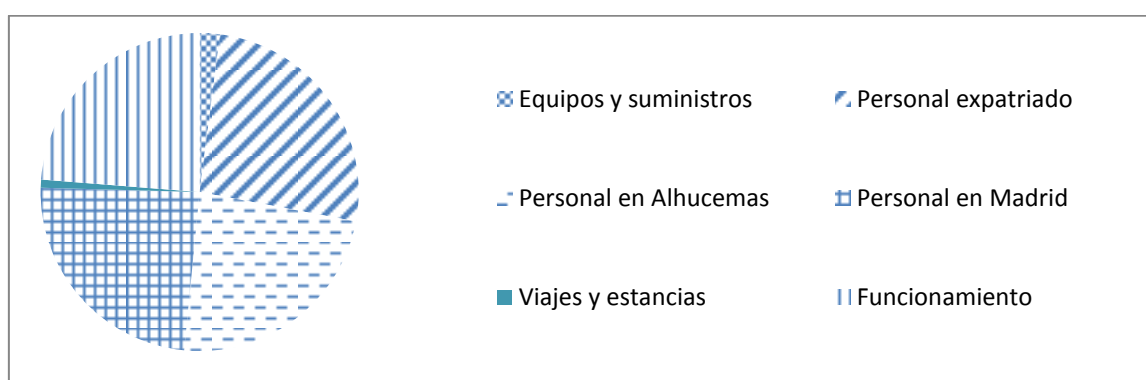 Equipos y suministros
Personal expatriado
Personal en Alhucemas
Personal en Madrid
Viajes y estancias
Funcionamiento